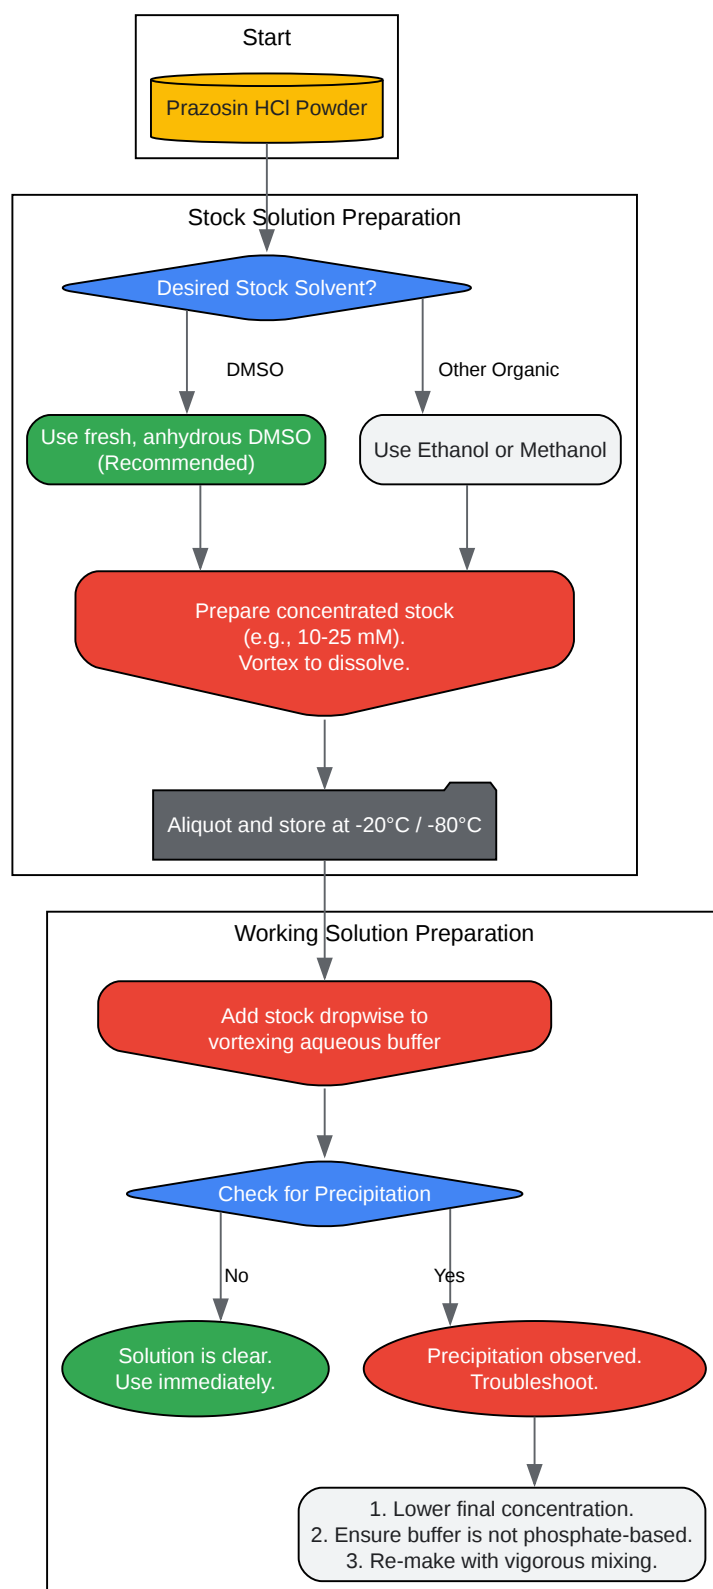 Start
Prazosin HCl Powder
Stock Solution Preparation
Desired Stock Solvent?
DMSO
Other Organic
Use fresh, anhydrous DMSO
(Recommended)
Use Ethanol or Methanol
Prepare concentrated stock
(e.g., 10-25 mM).
Vortex to dissolve.
Aliquot and store at -20°C / -80°C
Working Solution Preparation
Add stock dropwise to
vortexing aqueous buffer
Check for Precipitation
No
Yes
Solution is clear.
Use immediately.
Precipitation observed.
Troubleshoot.
1. Lower final concentration.
2. Ensure buffer is not phosphate-based.
3. Re-make with vigorous mixing.